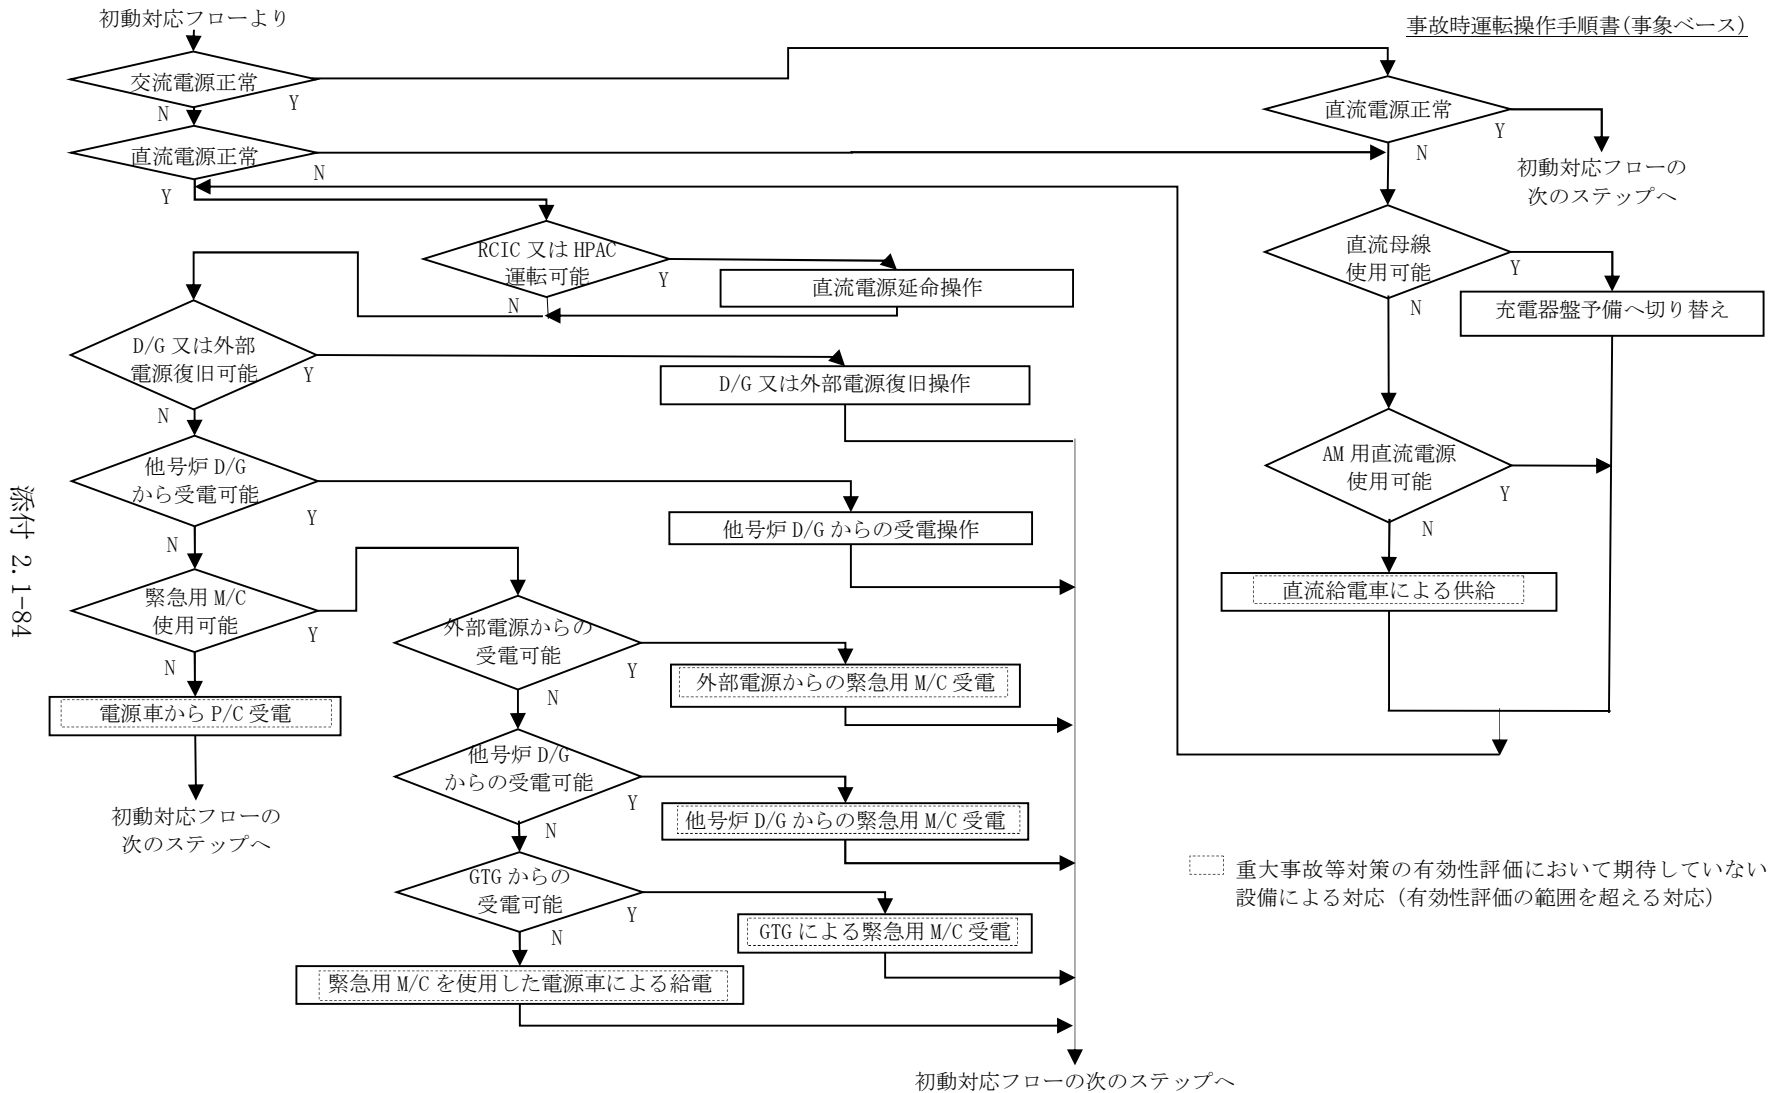 初動対応フローより
事故時運転操作手順書(事象ベース)
交流電源正常
Y
N
直流電源正常
N
Y
直流電源正常
Y
N
初動対応フローの
次のステップへ
RCIC 又は HPAC
運転可能
Y
N
直流電源延命操作
直流母線
使用可能
Y
N
充電器盤予備へ切り替え
D/G 又は外部
電源復旧可能
Y
N
D/G 又は外部電源復旧操作
AM 用直流電源
使用可能
Y
N
直流給電車による供給
他号炉 D/G
から受電可能
Y
N
他号炉 D/G からの受電操作
緊急用 M/C
使用可能
Y
N
電源車から P/C 受電
初動対応フローの
次のステップへ
外部電源からの
受電可能
Y
N
外部電源からの緊急用 M/C 受電
他号炉 D/G
からの受電可能
Y
N
他号炉 D/G からの緊急用 M/C 受電
GTG からの
受電可能
Y
N
GTG による緊急用 M/C 受電
緊急用 M/C を使用した電源車による給電
初動対応フローの次のステップへ
重大事故等対策の有効性評価において期待していない
設備による対応（有効性評価の範囲を超える対応）
添付 2.1-84